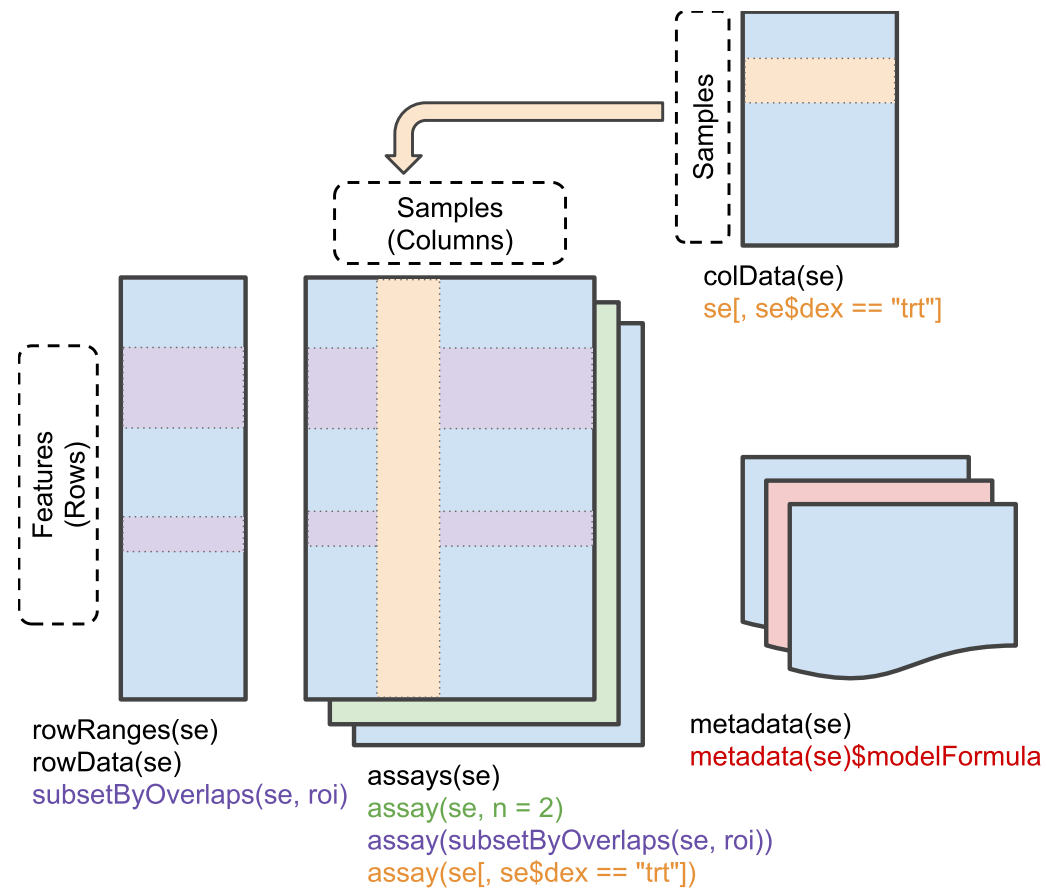 Samples
Samples
(Columns)
colData(se)
se[, se$dex == "trt"]
Features
(Rows)
rowRanges(se)
rowData(se)
subsetByOverlaps(se, roi)
assays(se)
assay(se, n = 2)
assay(subsetByOverlaps(se, roi))
assay(se[, se$dex == "trt"])
metadata(se)
metadata(se)$modelFormula